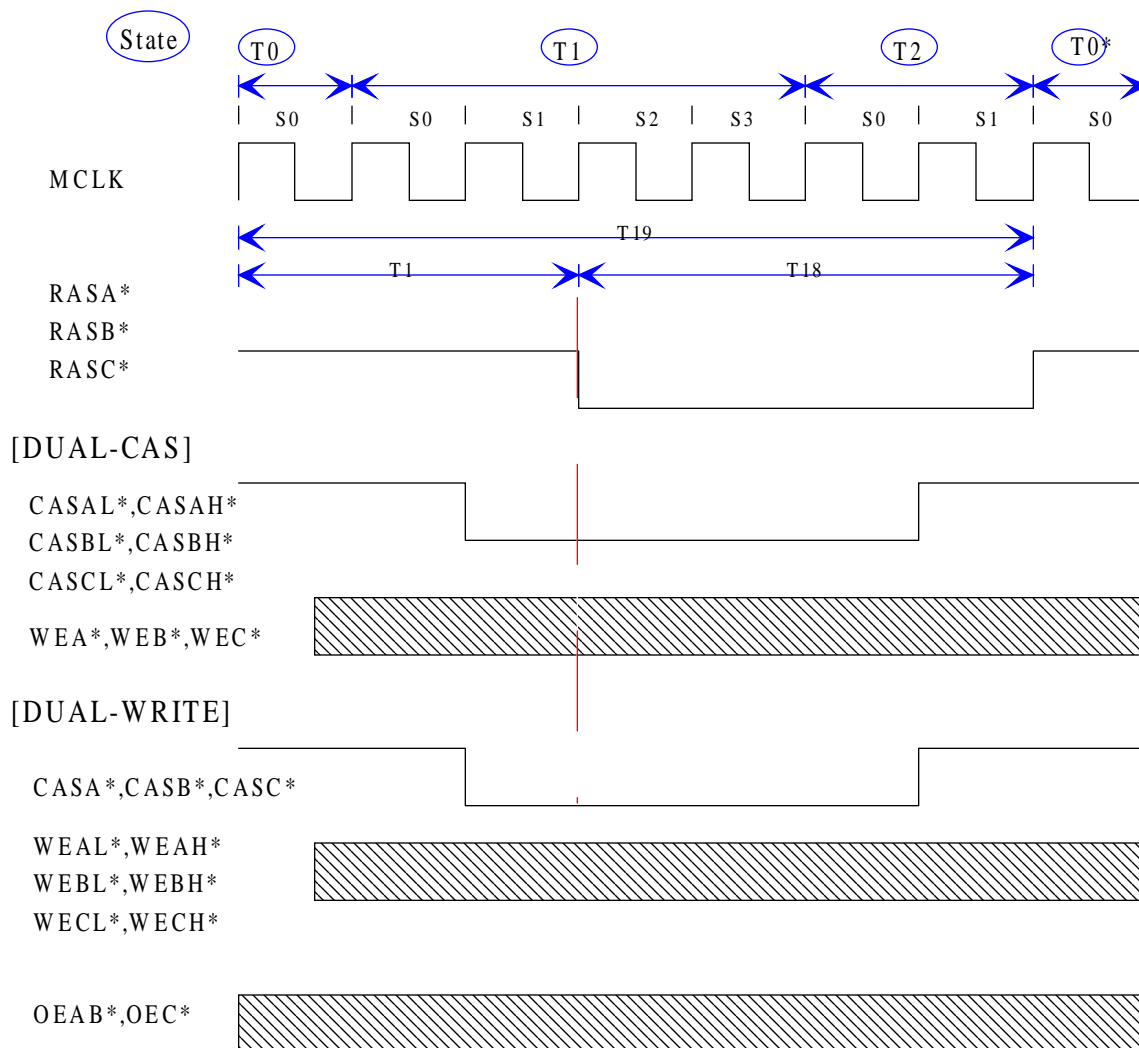 State T0 T1 T2 T0*
S0 S0 S1 S2 S3 S0 S1 S0
MCLK
T19
T1 T18
RASA*
RASB*
RASC*
[DUAL-CAS]
CASAL*,CASAH*
CASBL*,CASBH*
CASCL*,CASCH*
WEA*,WEB*,WEC*
[DUAL-WRITE]
CASA*,CASB*,CASC*
WEAL*,WEAH*
WEBL*,WEBH*
WECL*,WECH*
OEAB*,OEC*